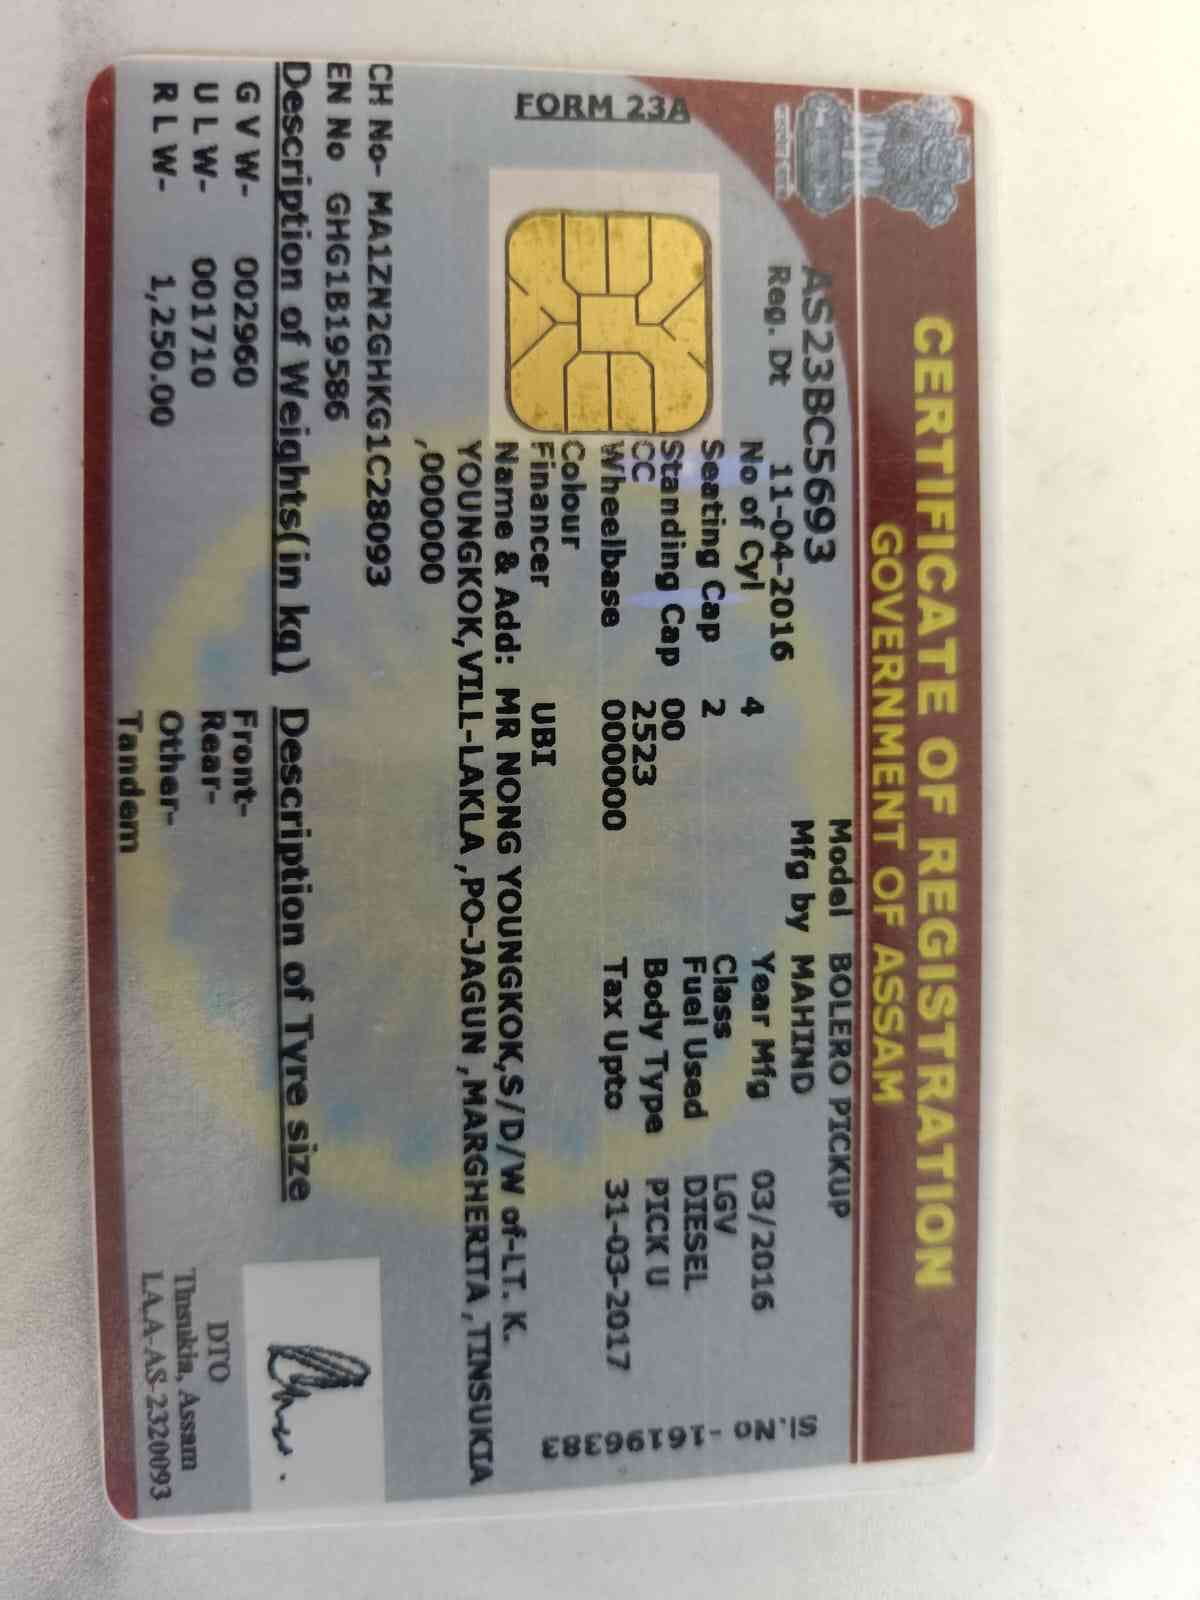 CERTIFICATE OF REGISTRATION
GOVERNMENT OF ASSAM
AS23BC5693
Model BOLERO PICKUP
Reg. Dt 11-04-2016
Mfg by MAHIND
FORM 23A
No of Cyl 4
Year Mfg 03/2016
Seating Cap 2
Class LGV
Standing Cap 00
Fuel Used DIESEL
CC 2523
Body Type PICK U
Wheelbase 000000
Tax Upto 31-03-2017
Colour
Financer UBI
Name & Add: MR NONG YOUNGKOK,S/D/W of-LT. K.
YOUNGKOK,VILL-LAKLA ,PO-JAGUN ,MARGHERITA ,TINSUKIA
,000000
Sl.No -16196383
CH No- MA1ZN2GHKG1C28093
EN No GHG1B19586
Description of Weights(in kg) Description of Tyre size
G V W- 002960 Front-
U L W- 001710 Rear-
R L W- 1,250.00 Other-
Tandem
DTO
Tinsukia, Assam
I.A.A-AS-2320093